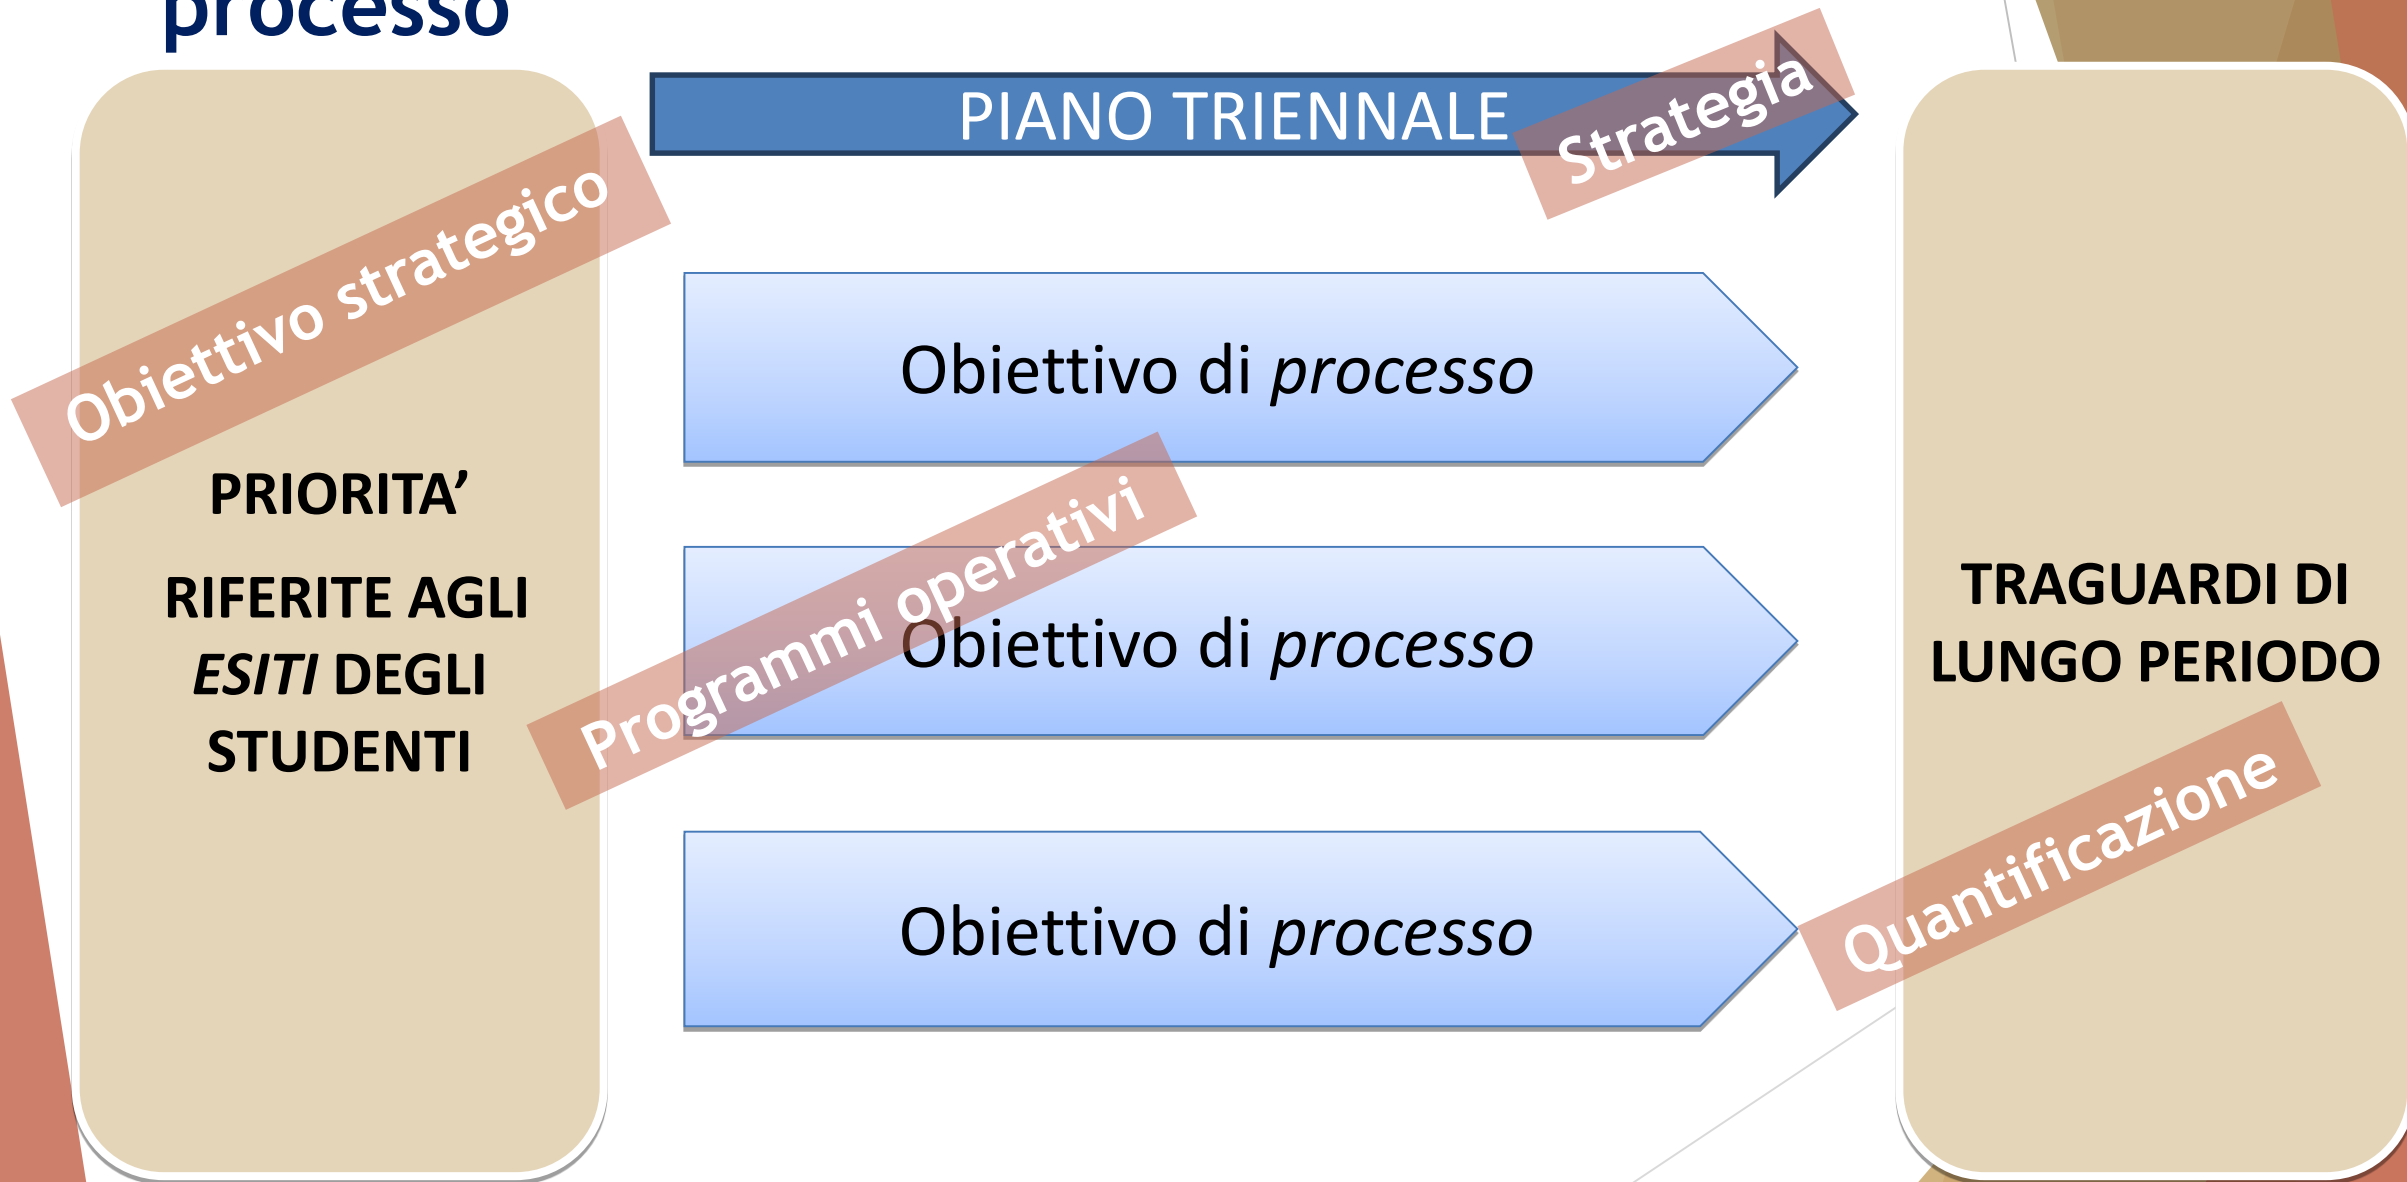 processo
PIANO TRIENNALE
Strategia
Obiettivo strategico
PRIORITA’
RIFERITE AGLI
ESITI DEGLI
STUDENTI
Obiettivo di processo
Programmi operativi
Obiettivo di processo
Obiettivo di processo
TRAGUARDI DI
LUNGO PERIODO
Quantificazione